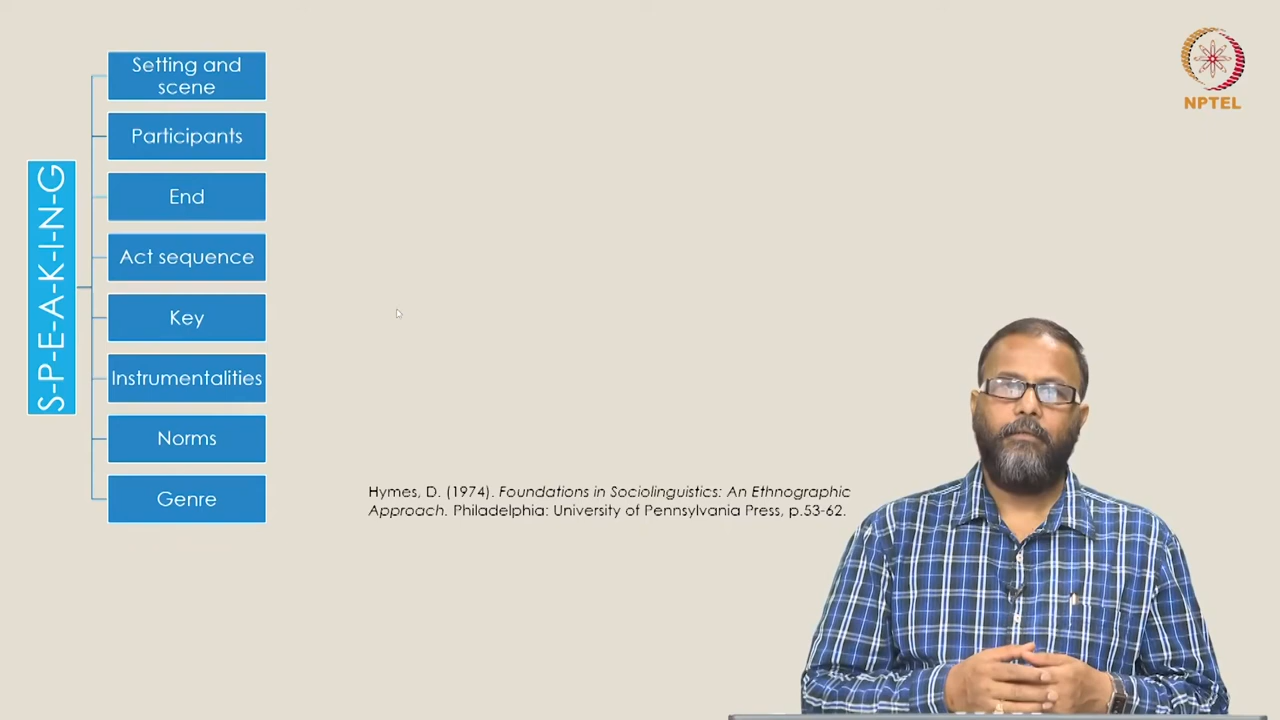 S-P-E-A-K-I-N-G
Setting and
scene
Participants
End
Act sequence
Key
Instrumentalities
Norms
Genre
Hymes, D. (1974). Foundations in Sociolinguistics: An Ethnographic
Approach. Philadelphia: University of Pennsylvania Press, p.53-62.
NPTEL